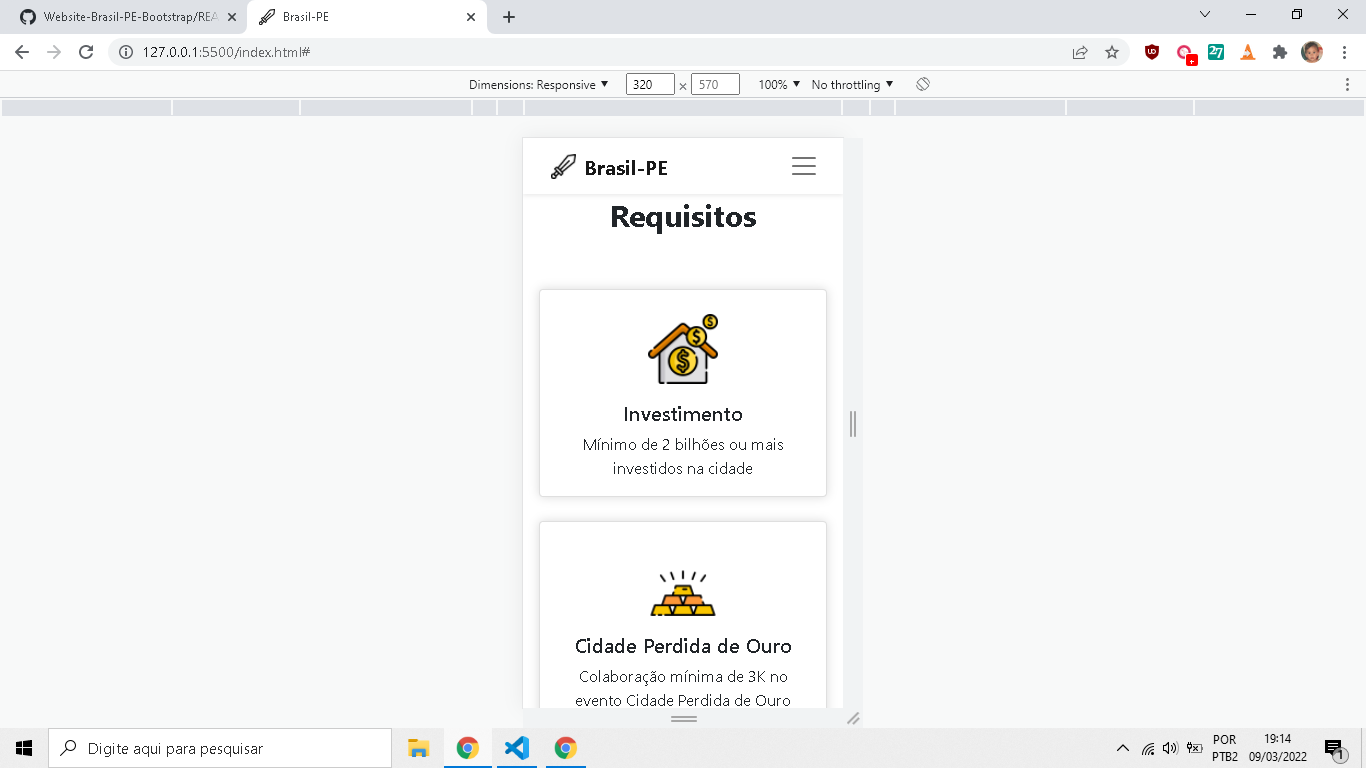 Website-Brasil-PE-Bootstrap/REA
Brasil-PE
127.0.0.1:5500/index.html#
Dimensions: Responsive
320
×
570
100%
No throttling
Brasil-PE
Requisitos
Investimento
Mínimo de 2 bilhões ou mais
investidos na cidade
Cidade Perdida de Ouro
Colaboração mínima de 3K no
evento Cidade Perdida de Ouro
Digite aqui para pesquisar
POR
PTB2
19:14
09/03/2022
1